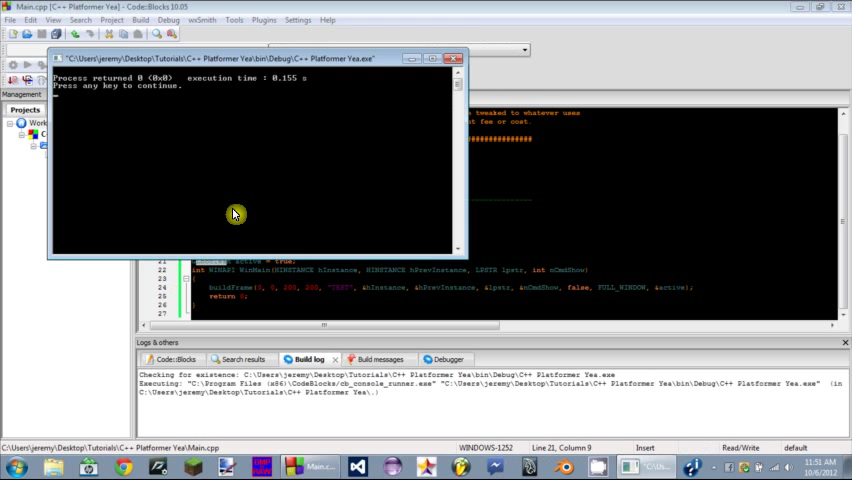 Main.cpp [C++ Platformer Yea] - Code::Blocks 10.05
File Edit View Search Project Build Debug wxSmith Tools Plugins Settings Help
"C:\Users\jeremy\Desktop\Tutorials\C++ Platformer Yea\bin\Debug\C++ Platformer Yea.exe"
Process returned 0 (0x0) execution time : 0.155 s
Press any key to continue.
Management
Projects
Work
C
tweaked to whatever uses
t fee or cost.
###############
21 active = true;
22 int WINAPI WinMain(HINSTANCE hInstance, HINSTANCE hPrevInstance, LPSTR lpstr, int nCmdShow)
23 {
24 buildFrame(0, 0, 200, 200, "TEST", &hInstance, &hPrevInstance, &lpstr, &nCmdShow, false, FULL_WINDOW, &active);
25 return 0;
26 }
27
Logs & others
Code::Blocks Search results Build log Build messages Debugger
Checking for existence: C:\Users\jeremy\Desktop\Tutorials\C++ Platformer Yea\bin\Debug\C++ Platformer Yea.exe
Executing: "C:\Program Files (x86)\CodeBlocks/cb_console_runner.exe" "C:\Users\jeremy\Desktop\Tutorials\C++ Platformer Yea\bin\Debug\C++ Platformer Yea.exe" (in
C:\Users\jeremy\Desktop\Tutorials\C++ Platformer Yea\.)
C:\Users\jeremy\Desktop\Tutorials\C++ Platformer Yea\Main.cpp WINDOWS-1252 Line 21, Column 9 Insert Read/Write default
Main.c... "C:\Us... 11:51 AM
10/6/2012